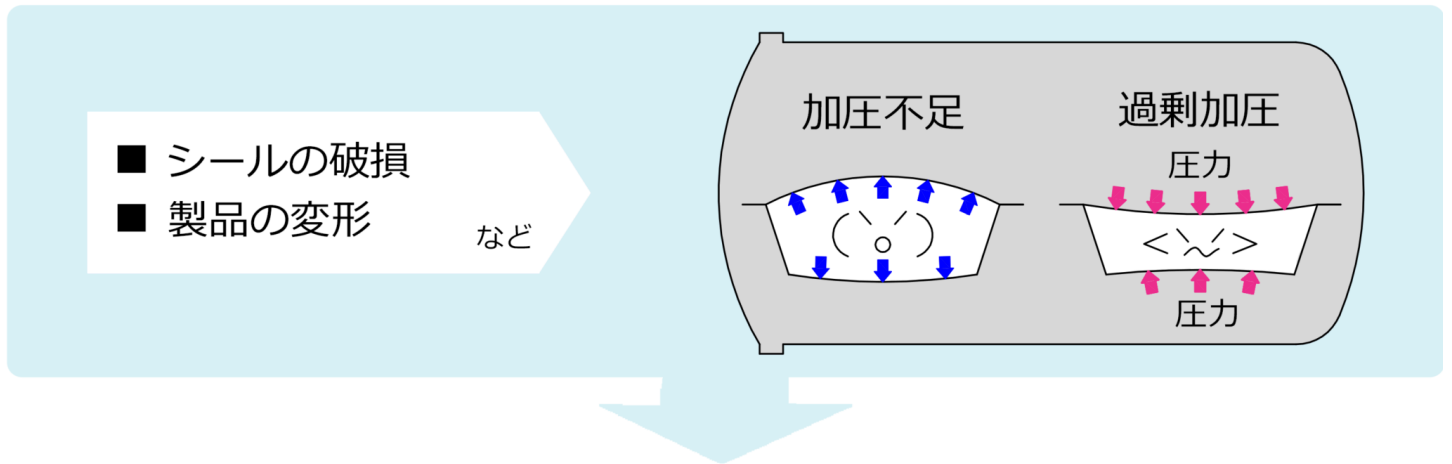 ■ シールの破損
■ 製品の変形
など
加圧不足
過剰加圧
圧力
圧力